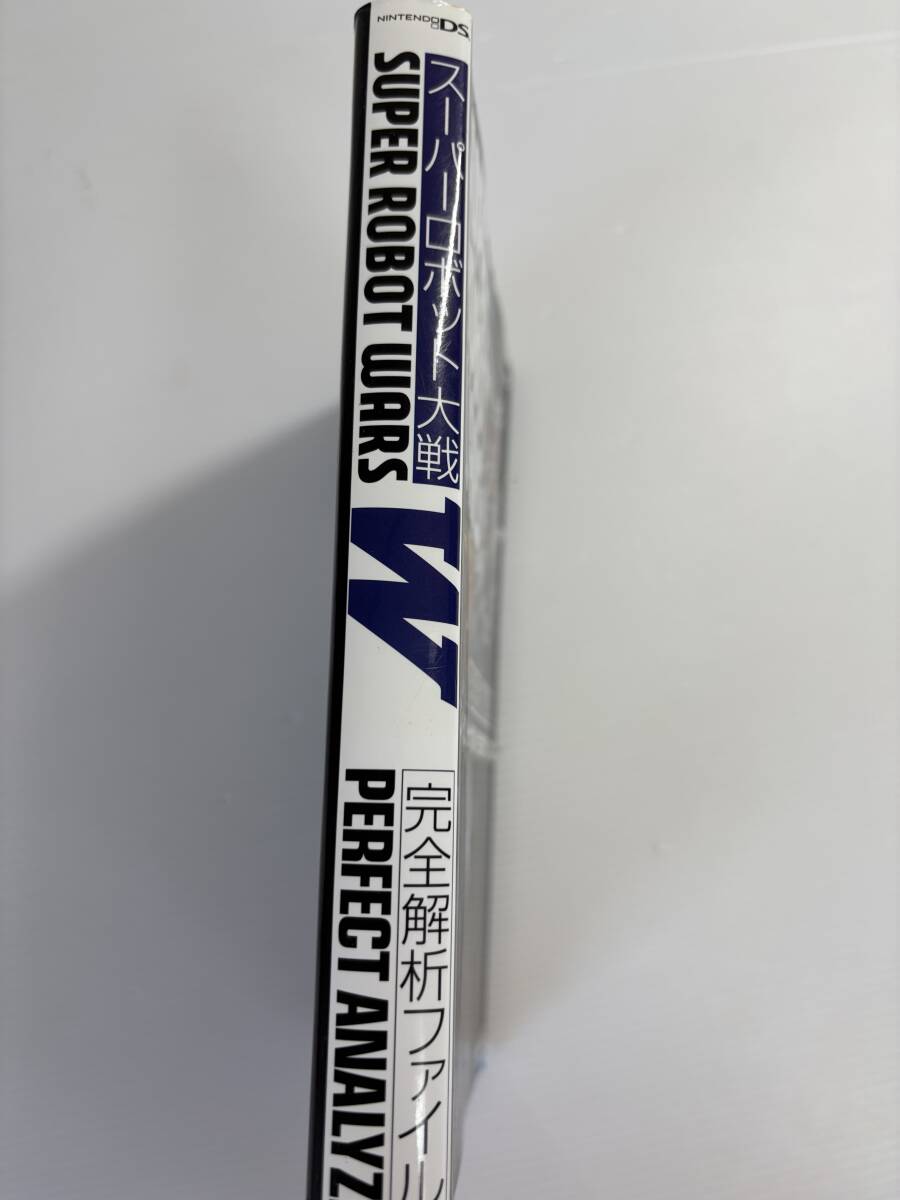 NINTENDO DS
スーパーロボット大戦
SUPER ROBOT WARS
W
完全解析ファイル
PERFECT ANALYZ